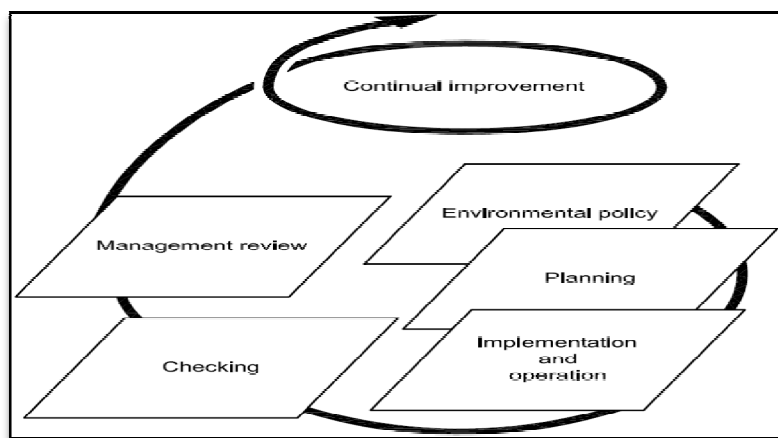 Continual improvement
Environmental policy
Management review
Planning
Implementation
and
operation
Checking